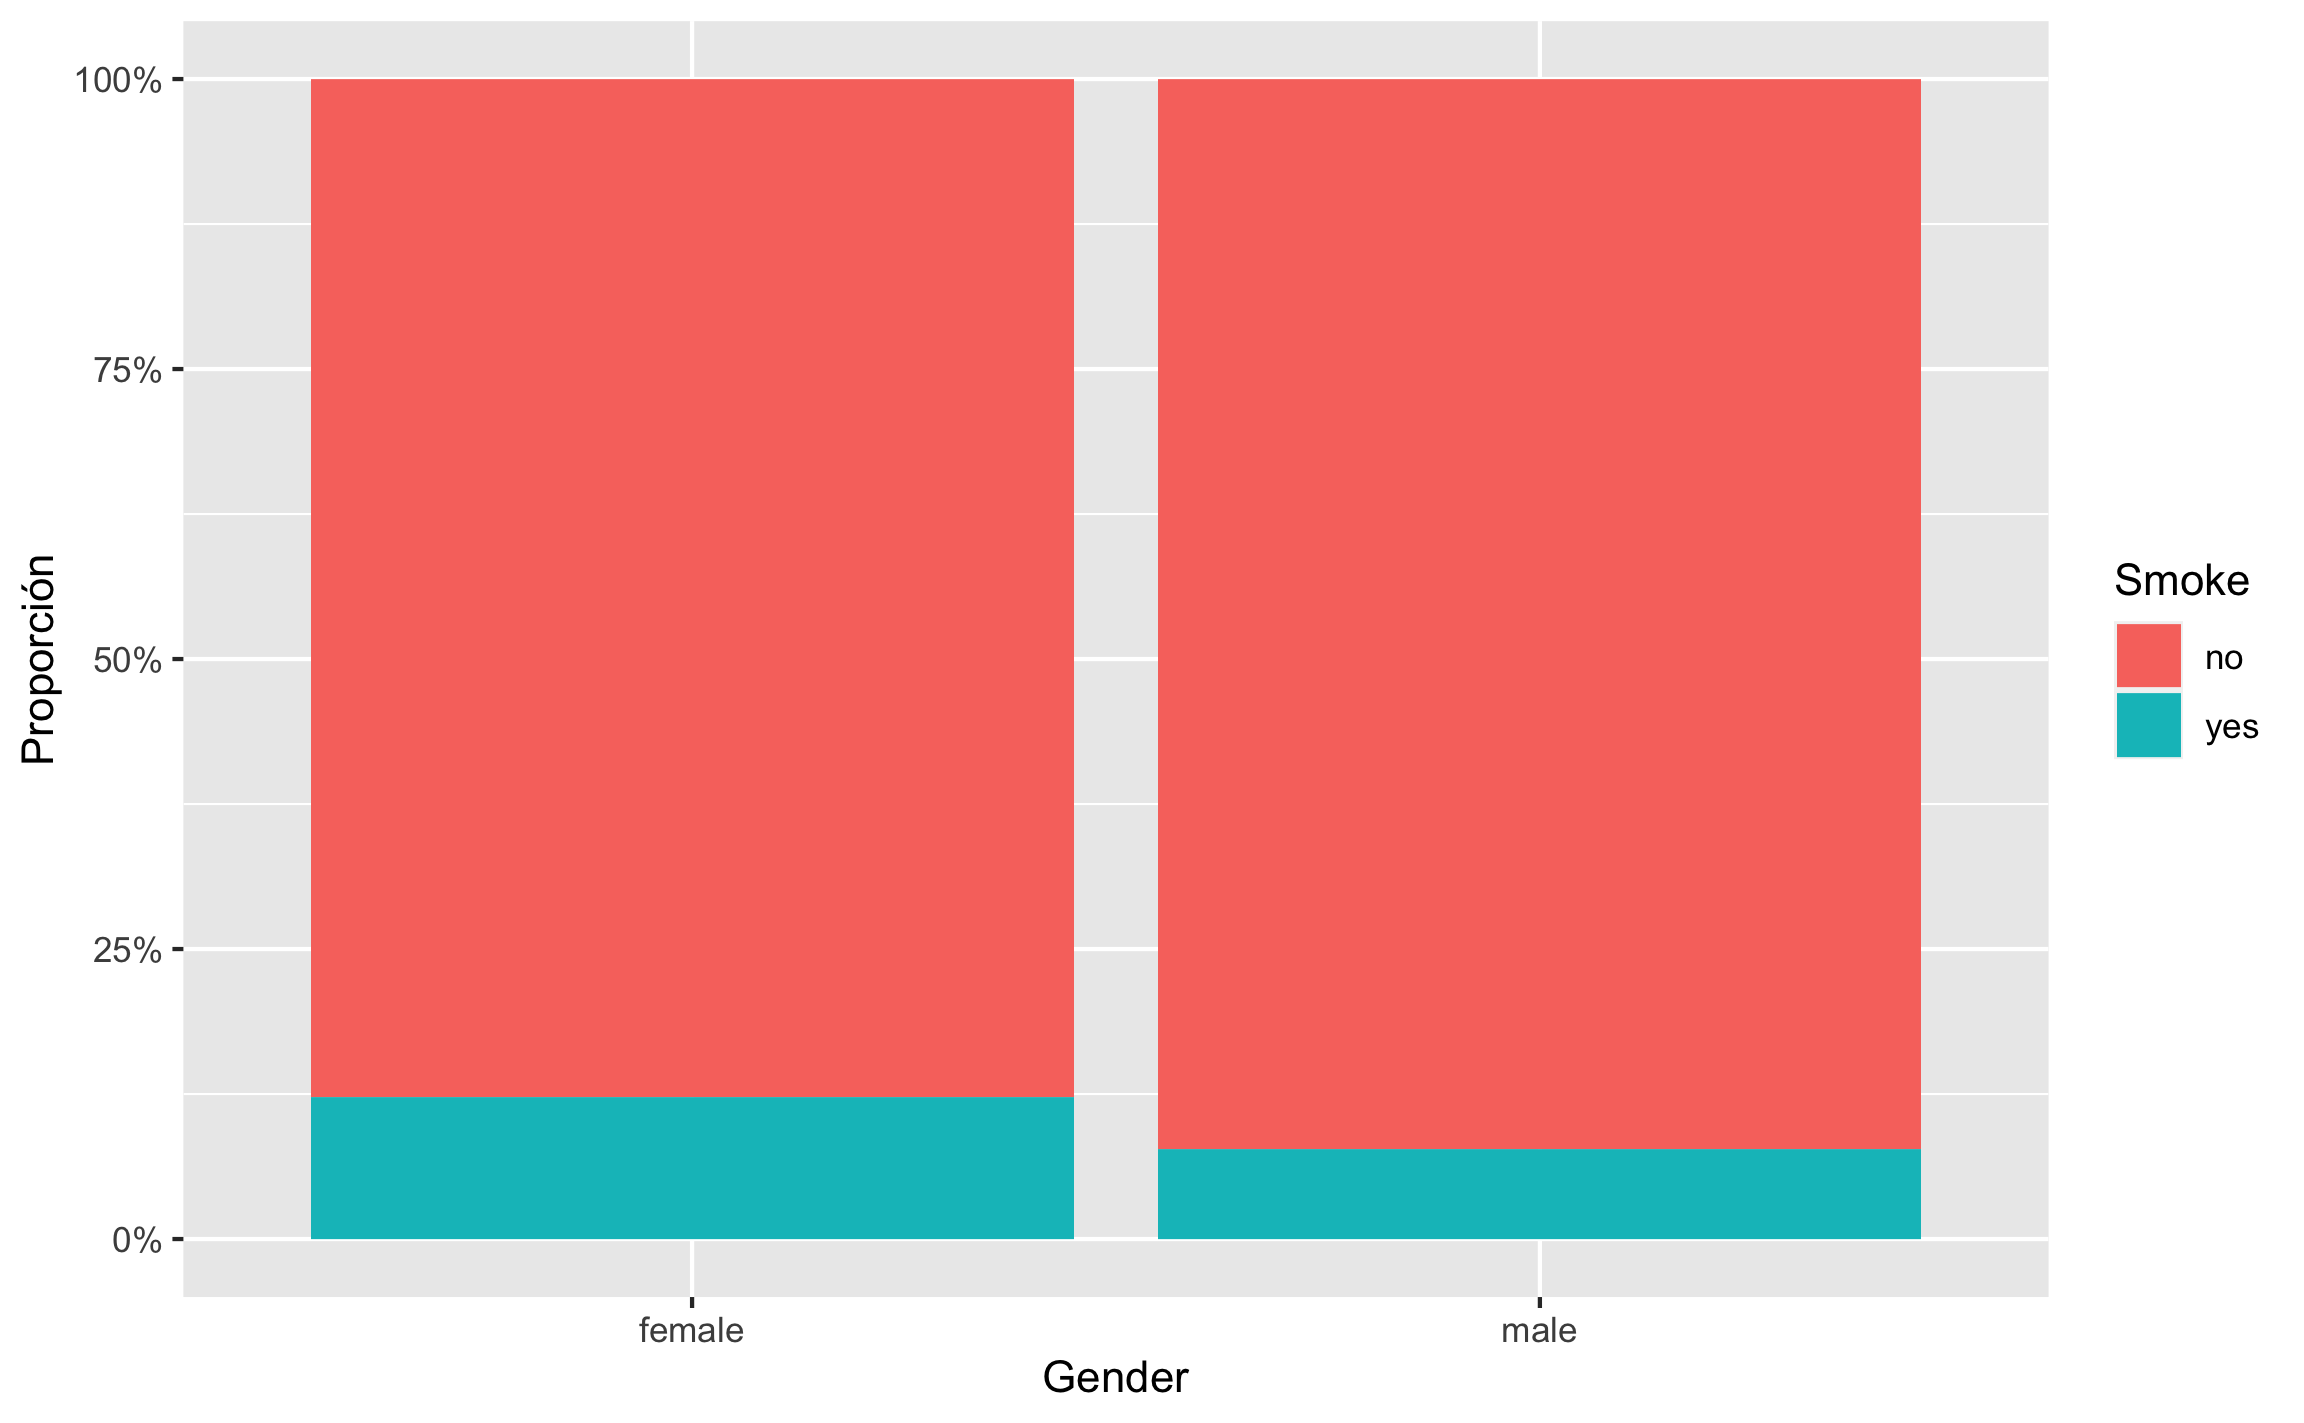 100%
75%
50%
25%
0%
Proporción
female
male
Gender
Smoke
no
yes